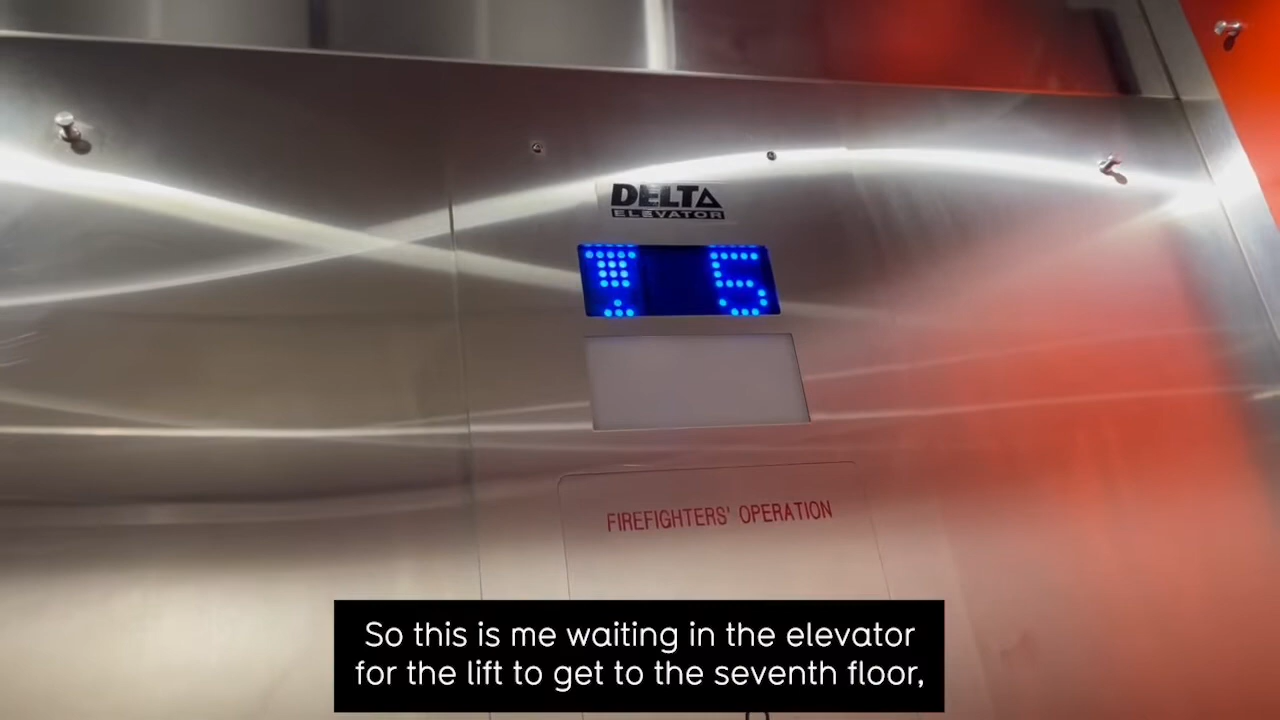 DELTA
ELEVATOR
5
FIREFIGHTERS' OPERATION
So this is me waiting in the elevator
for the lift to get to the seventh floor,